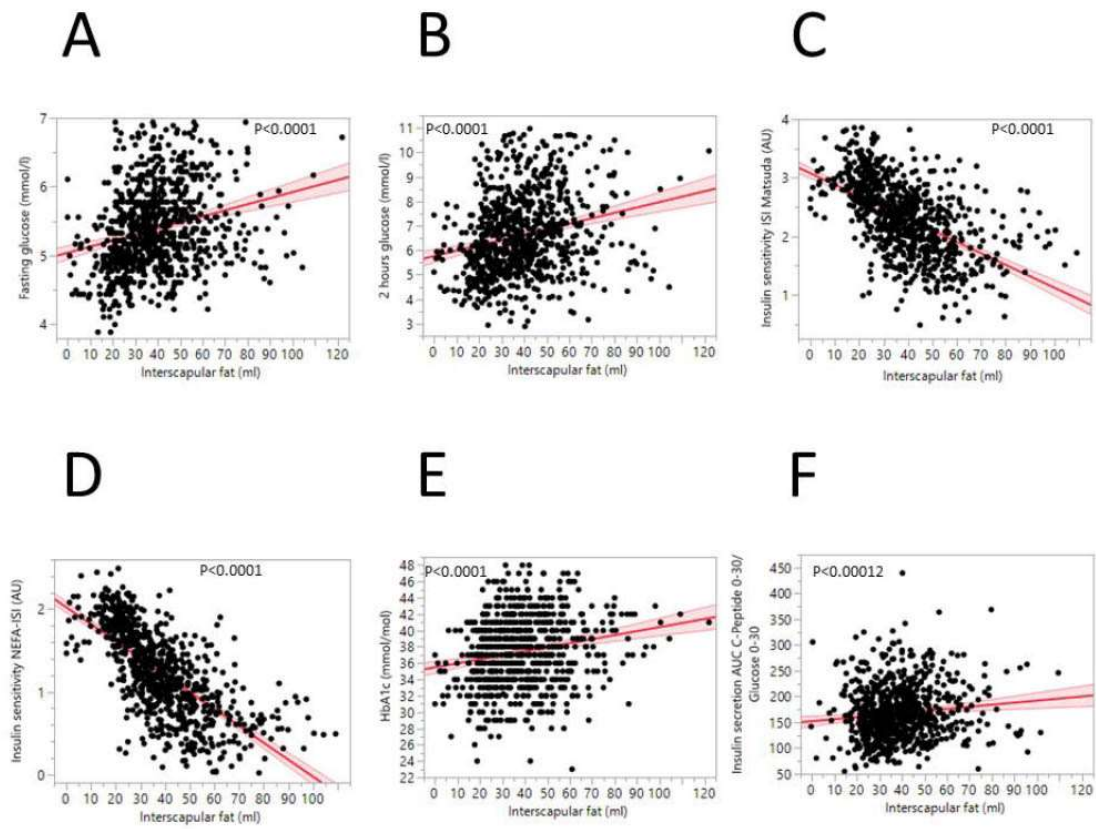 A
B
C
P<0.0001
Fasting glucose (mmol/l)
7
6
5
4
0 10 20 30 40 50 60 70 80 90 100 120
Interscapular fat (ml)
P<0.0001
2 hours glucose (mmol/l)
11
10
9
8
7
6
5
4
3
0 10 20 30 40 50 60 70 80 90 100 120
Interscapular fat (ml)
P<0.0001
Insulin sensitivity ISI Matsuda (AU)
4
3
2
1
0 10 20 30 40 50 60 70 80 90 100
Interscapular fat (ml)
D
E
F
P<0.0001
Insulin sensitivity NEFA-ISI (AU)
2
1
0
0 10 20 30 40 50 60 70 80 90 100
Interscapular fat (ml)
P<0.0001
HbA1c (mmol/mol)
48
46
44
42
40
38
36
34
32
30
28
26
24
22
0 10 20 30 40 50 60 70 80 90 100 120
Interscapular fat (ml)
P<0.00012
Insulin secretion AUC C-Peptide 0-30/
Glucose 0-30
450
400
350
300
250
200
150
100
50
0 10 20 30 40 50 60 70 80 90 100 120
Interscapular fat (ml)